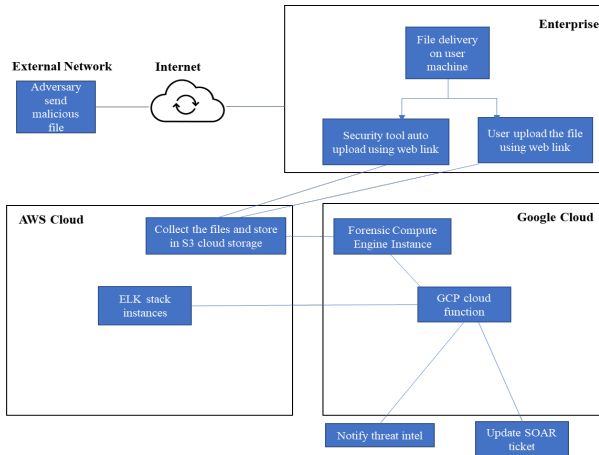 Enterprise
File delivery
on user
machine
External Network
Internet
Adversary
send
malicious
file
Security tool auto
upload using web link
User upload the file
using web link
AWS Cloud
Google Cloud
Collect the files and store
in S3 cloud storage
Forensic Compute
Engine Instance
ELK stack
instances
GCP cloud
function
Notify threat intel
Update SOAR
ticket